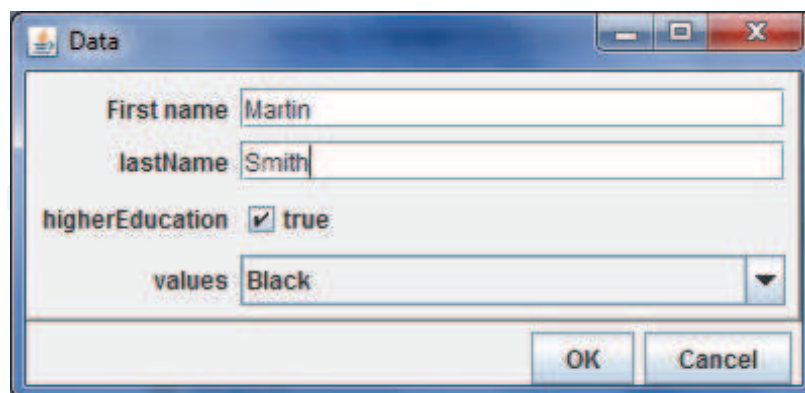 Data
First name Martin
lastName Smith
higherEducation true
values Black
OK Cancel